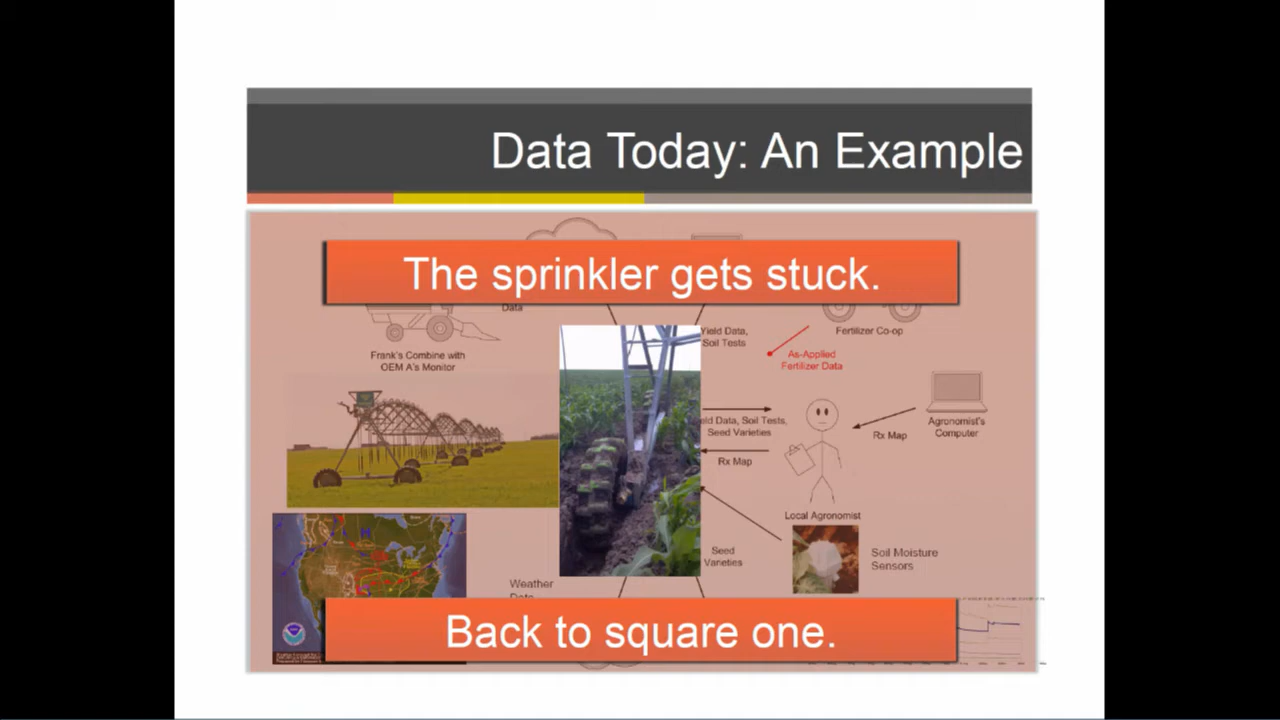 Data Today: An Example
The sprinkler gets stuck.
Data
Frank's Combine with
OEM A's Monitor
Yield Data,
Soil Tests
Fertilizer Co-op
As-Applied
Fertilizer Data
Data, Soil Tests,
Seed Varieties
Rx Map
Rx Map
Agronomist's
Computer
Local Agronomist
Seed
Varieties
Soil Moisture
Sensors
Weather
Back to square one.